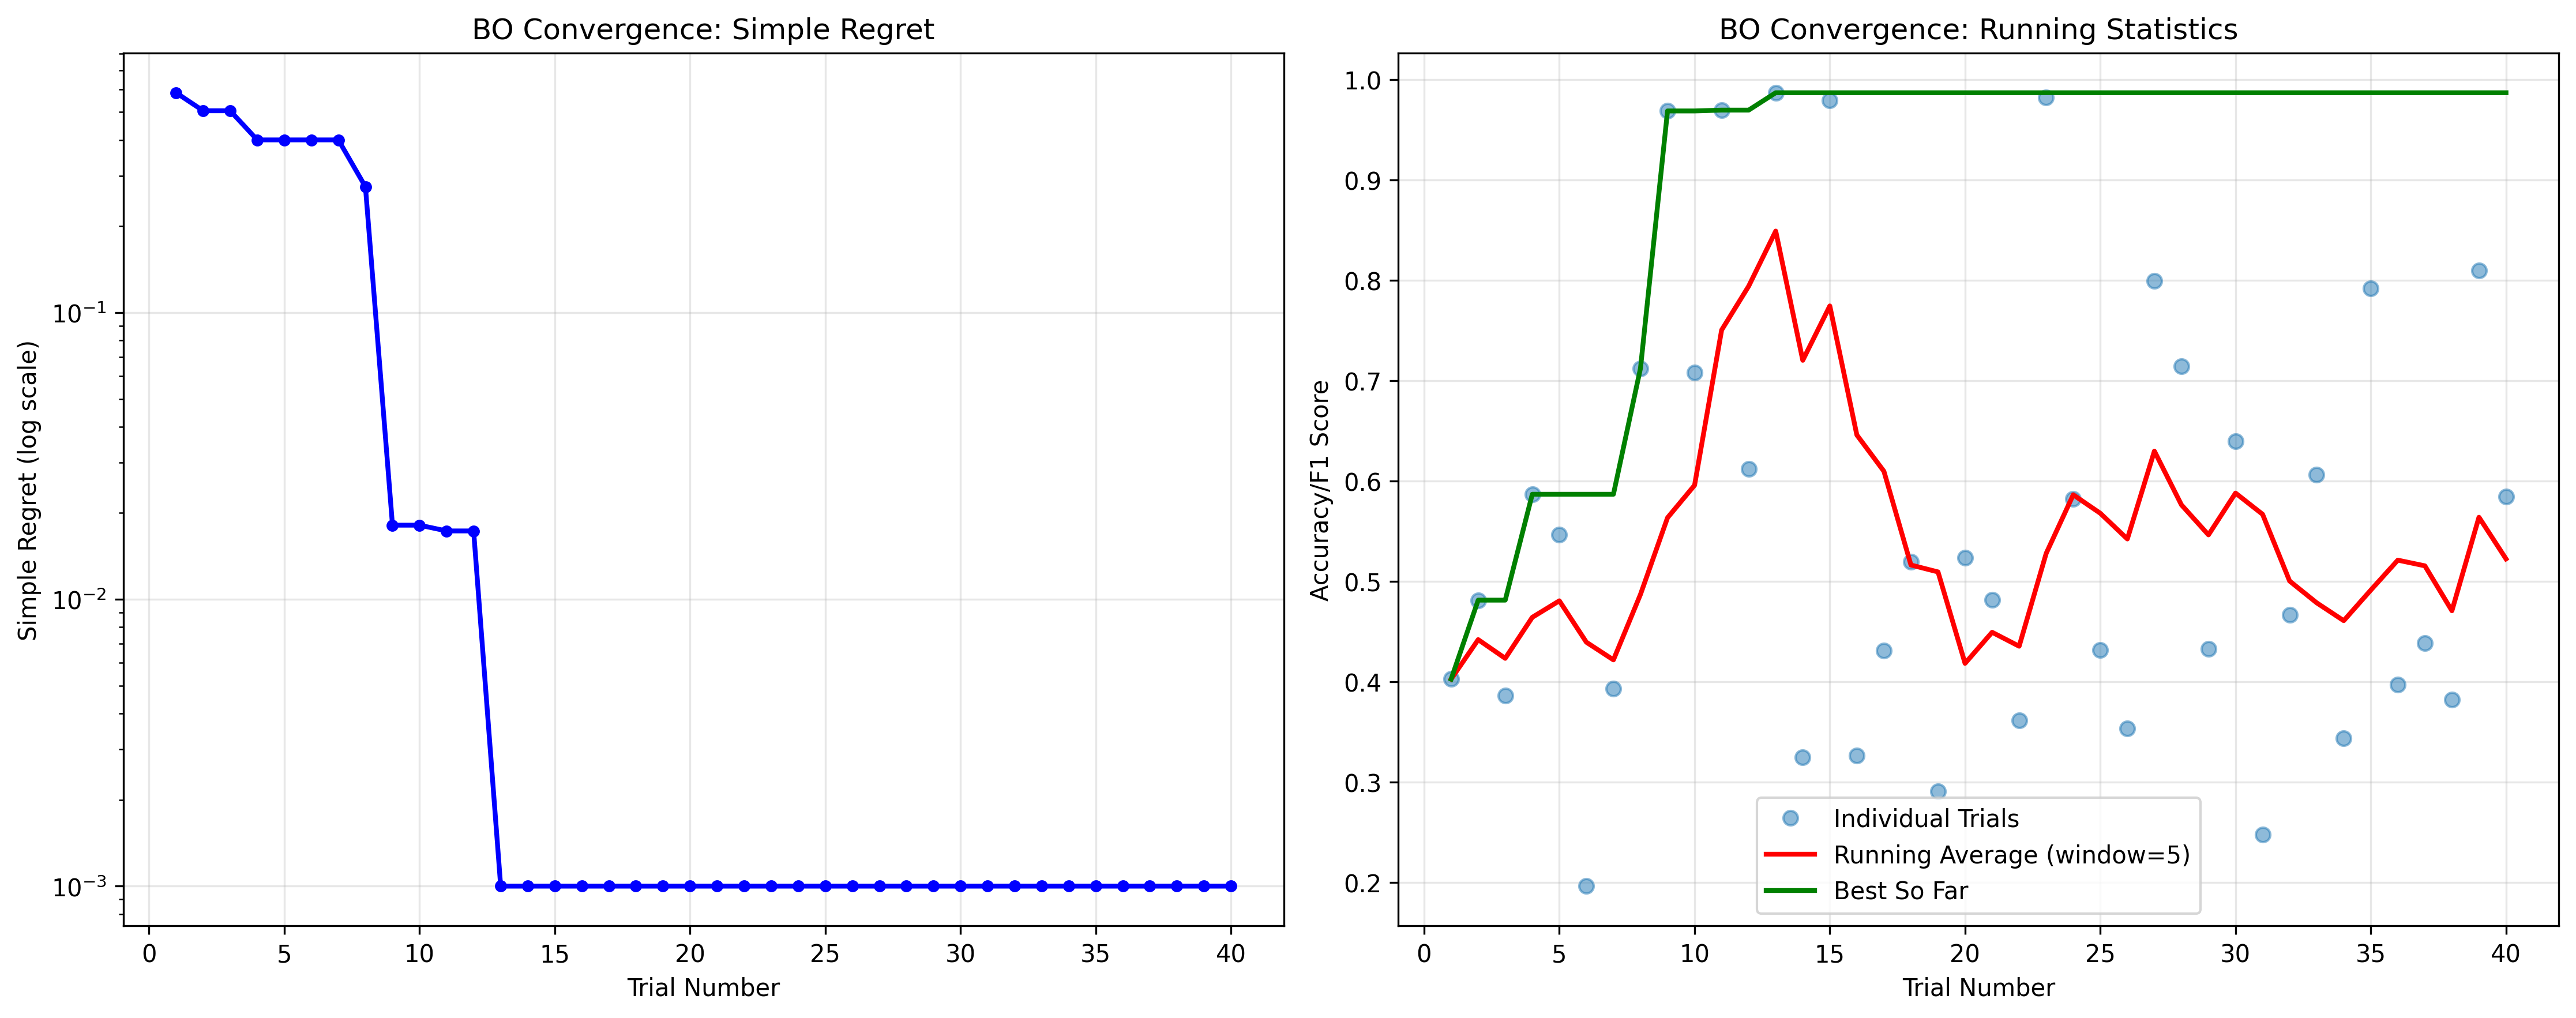 BO Convergence: Simple Regret
Simple Regret (log scale)
10⁻¹
10⁻²
10⁻³
0 5 10 15 20 25 30 35 40
Trial Number
BO Convergence: Running Statistics
Accuracy/F1 Score
1.0
0.9
0.8
0.7
0.6
0.5
0.4
0.3
0.2
Individual Trials
Running Average (window=5)
Best So Far
0 5 10 15 20 25 30 35 40
Trial Number